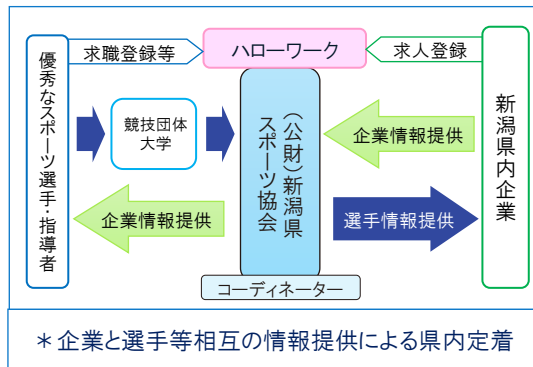 求職登録等
ハローワーク
求人登録
優秀なスポーツ選手・指導者
競技団体
大学
(公財)新潟県
スポーツ協会
企業情報提供
新潟県内企業
企業情報提供
選手情報提供
コーディネーター
＊企業と選手等相互の情報提供による県内定着